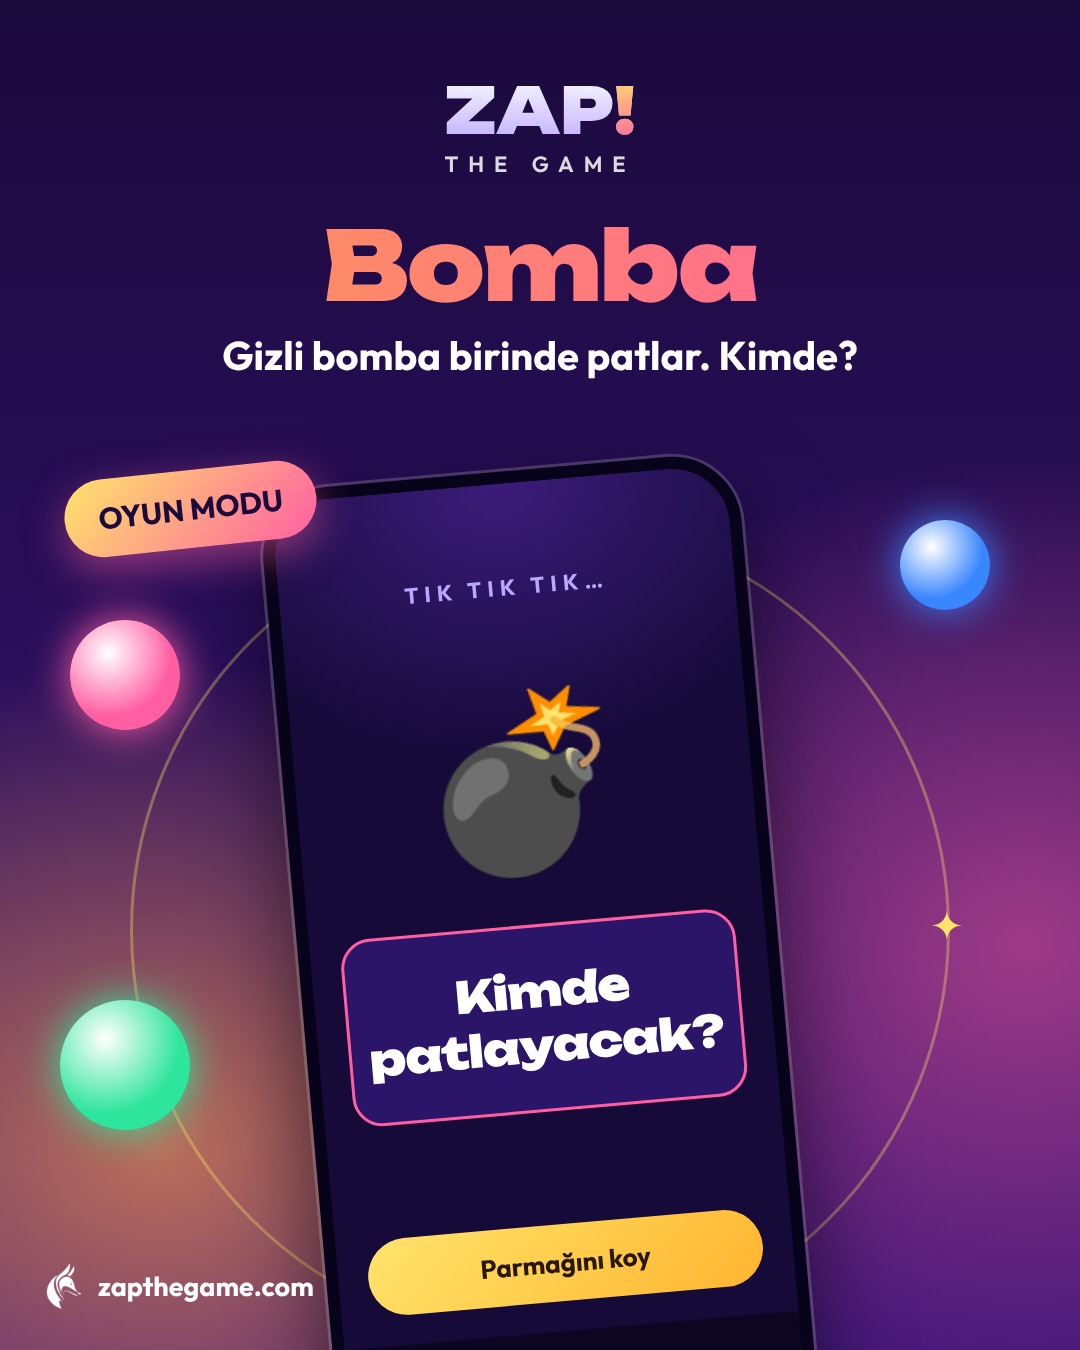 ZAP!
THE GAME
Bomba
Gizli bomba birinde patlar. Kimde?
OYUN MODU
TIK TIK TIK...
Kimde
patlayacak?
Parmağını koy
zapthegame.com